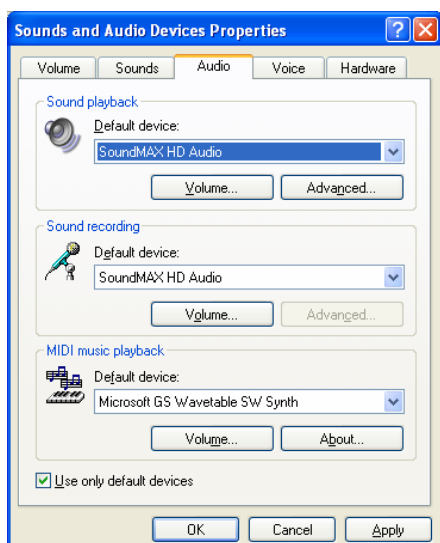 Sounds and Audio Devices Properties
Volume Sounds Audio Voice Hardware
Sound playback
Default device:
SoundMAX HD Audio
Volume... Advanced...
Sound recording
Default device:
SoundMAX HD Audio
Volume... Advanced...
MIDI music playback
Default device:
Microsoft GS Wavetable SW Synth
Volume... About...
Use only default devices
OK Cancel Apply